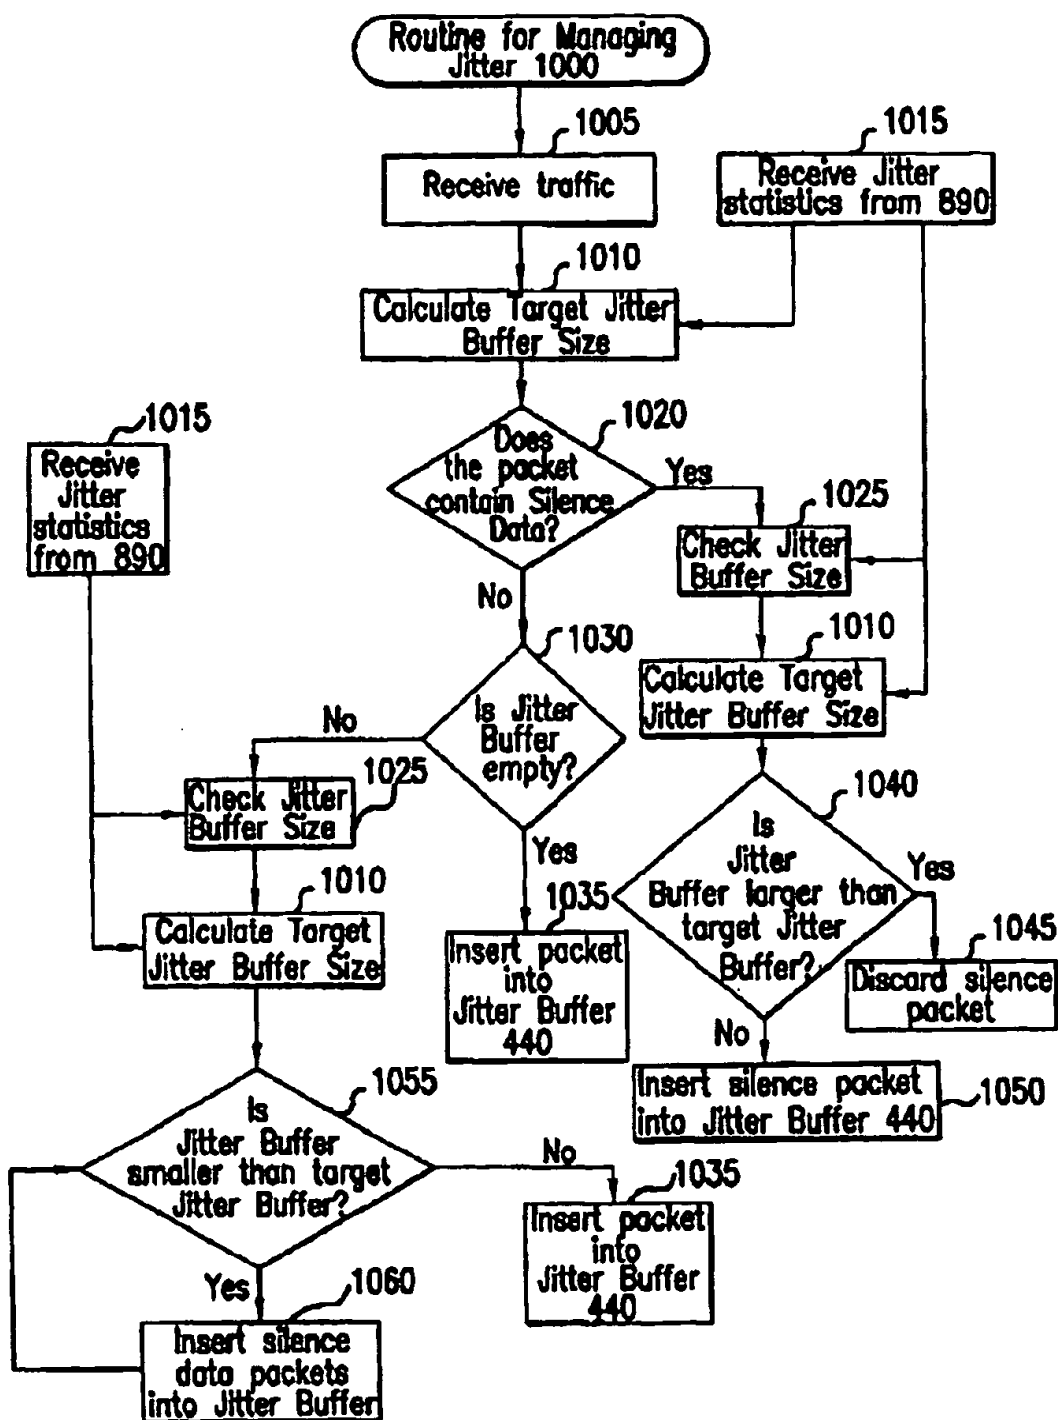 Routine for Managing
Jitter 1000
1005
Receive traffic
1015
Receive Jitter
statistics from 890
1010
Calculate Target Jitter
Buffer Size
1020
Does
the packet
contain Silence
Data?
Yes
No
1015
Receive
Jitter
statistics
from 890
1025
Check Jitter
Buffer Size
1010
Calculate Target
Jitter Buffer Size
1030
Is Jitter
Buffer
empty?
No
Yes
1025
Check Jitter
Buffer Size
1010
Calculate Target
Jitter Buffer Size
1035
Insert packet
into
Jitter Buffer
440
1040
Is
Jitter
Buffer larger than
target Jitter
Buffer?
Yes
No
1045
Discard silence
packet
1050
Insert silence packet
into Jitter Buffer 440
1055
Is
Jitter Buffer
smaller than target
Jitter Buffer?
No
Yes
1035
Insert packet
into
Jitter Buffer
440
1060
Insert silence
data packets
into Jitter Buffer